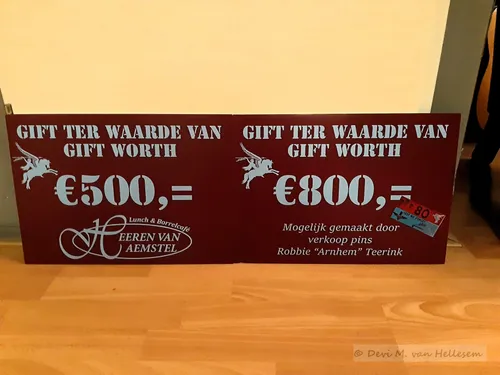 GIFT TER WAARDE VAN
GIFT WORTH
€500,=
Lunch & Borrelcafé
HEEREN VAN
AEMSTEL
GIFT TER WAARDE VAN
GIFT WORTH
€800,=
Mogelijk gemaakt door
verkoop pins
Robbie "Arnhem" Teerink
© Devi M. van Hellesem